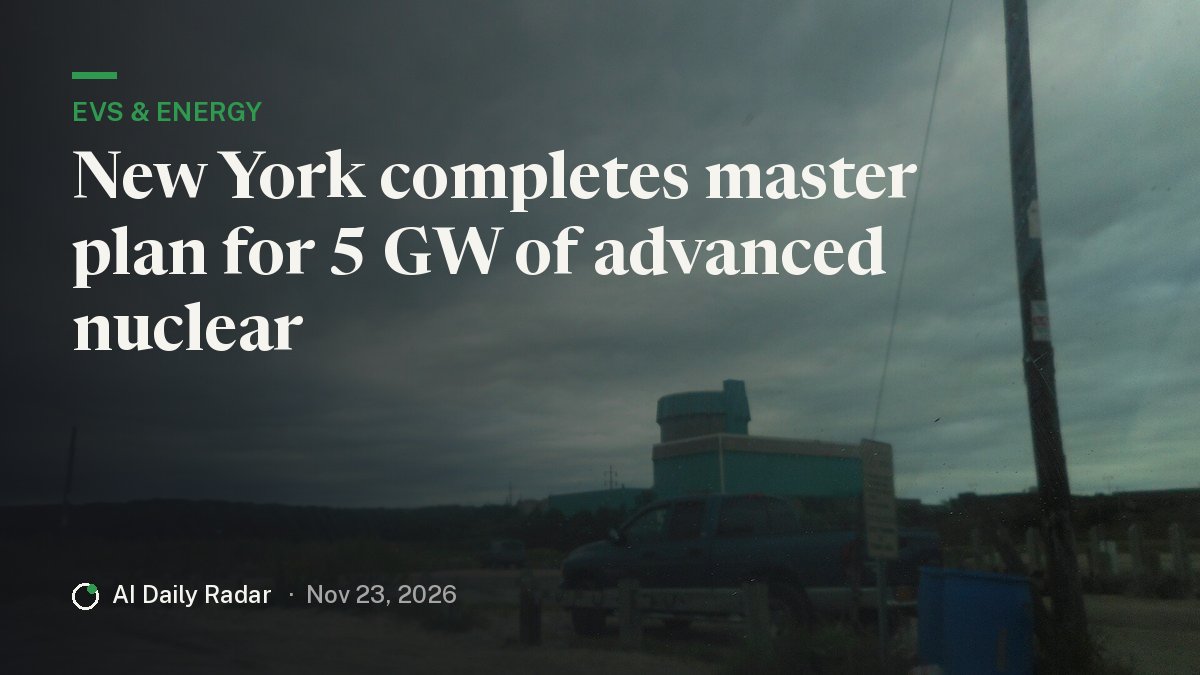 EVS & ENERGY
New York completes master
plan for 5 GW of advanced
nuclear
AI Daily Radar · Nov 23, 2026